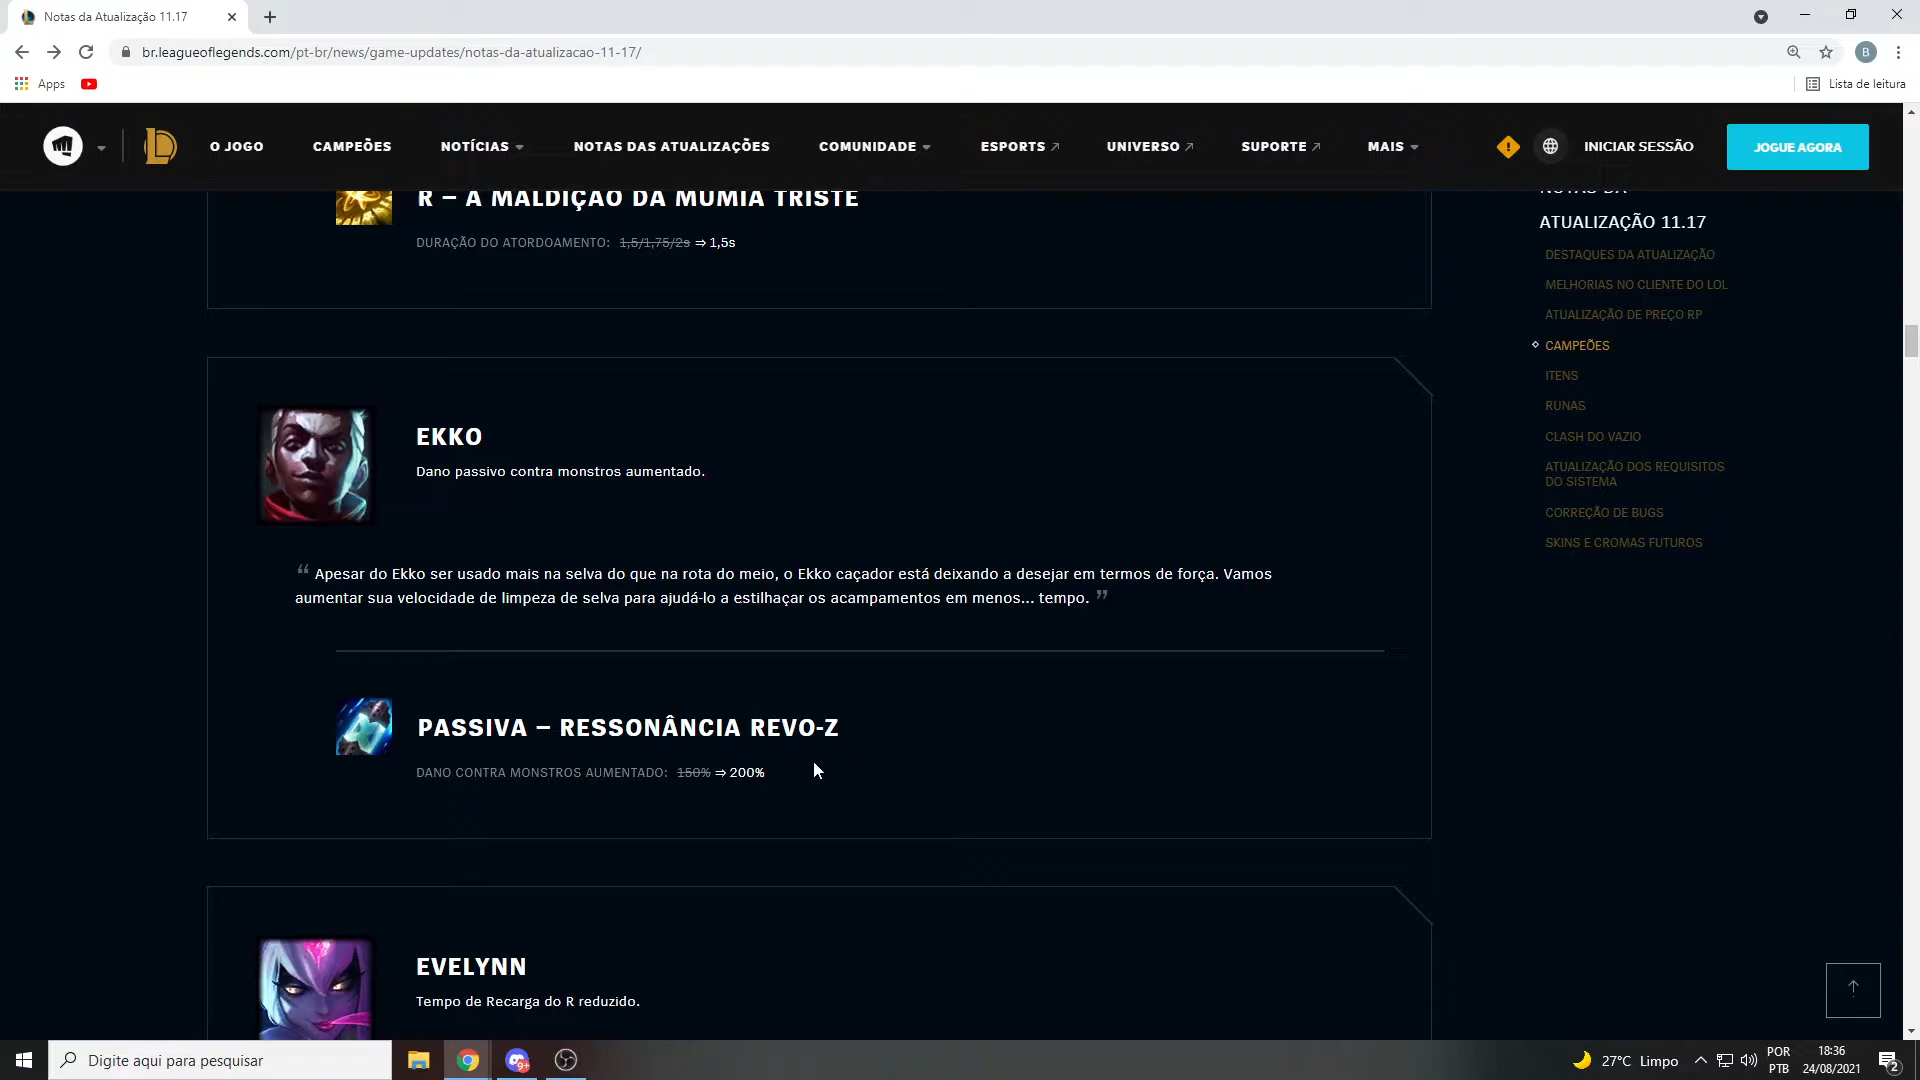 Notas da Atualização 11.17
br.leagueoflegends.com/pt-br/news/game-updates/notas-da-atualizacao-11-17/
B
Apps
Lista de leitura
O JOGO
CAMPEÕES
NOTÍCIAS
NOTAS DAS ATUALIZAÇÕES
COMUNIDADE
ESPORTS
UNIVERSO
SUPORTE
MAIS
INICIAR SESSÃO
JOGUE AGORA
R – A MALDIÇÃO DA MÚMIA TRISTE
DURAÇÃO DO ATORDOAMENTO: 1,5/1,75/2s ⇒ 1,5s
EKKO
Dano passivo contra monstros aumentado.
“ Apesar do Ekko ser usado mais na selva do que na rota do meio, o Ekko caçador está deixando a desejar em termos de força. Vamos
aumentar sua velocidade de limpeza de selva para ajudá-lo a estilhaçar os acampamentos em menos... tempo. ”
PASSIVA – RESSONÂNCIA REVO-Z
DANO CONTRA MONSTROS AUMENTADO: 150% ⇒ 200%
EVELYNN
Tempo de Recarga do R reduzido.
NOTAS DA
ATUALIZAÇÃO 11.17
DESTAQUES DA ATUALIZAÇÃO
MELHORIAS NO CLIENTE DO LOL
ATUALIZAÇÃO DE PREÇO RP
CAMPEÕES
ITENS
RUNAS
CLASH DO VAZIO
ATUALIZAÇÃO DOS REQUISITOS
DO SISTEMA
CORREÇÃO DE BUGS
SKINS E CROMAS FUTUROS
Digite aqui para pesquisar
9+
27°C Limpo
POR
PTB
18:36
24/08/2021
2